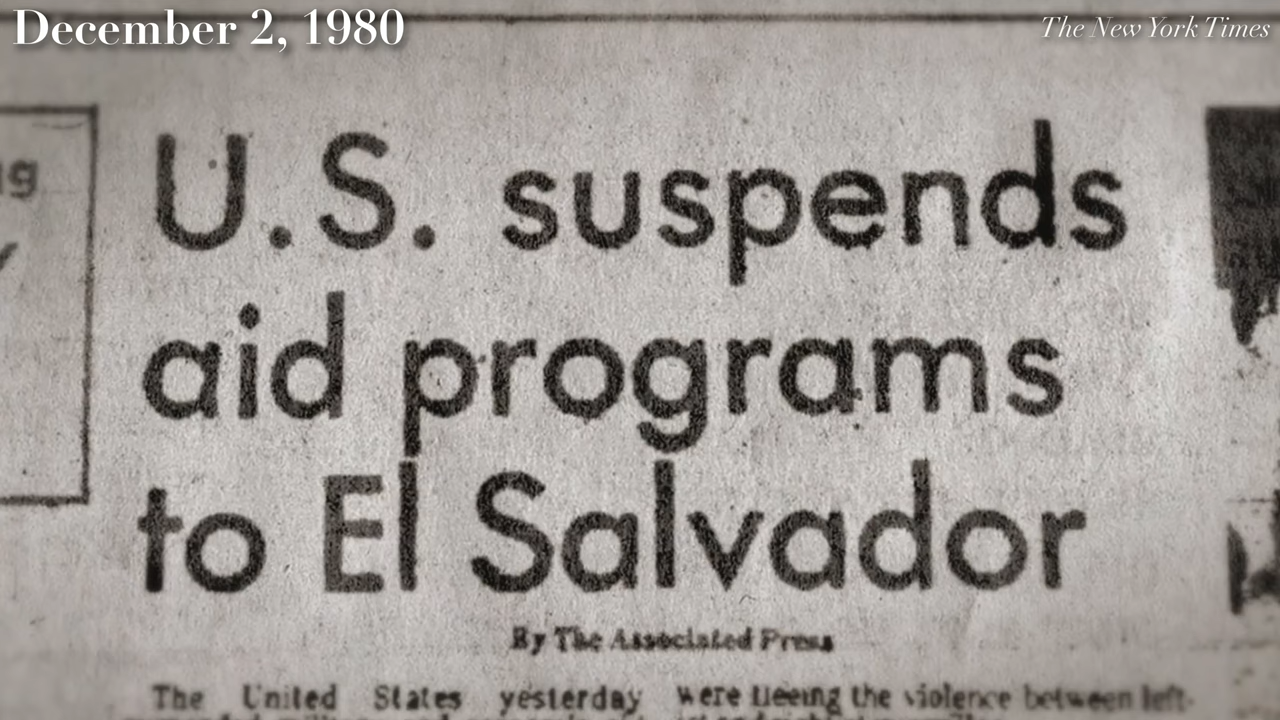 December 2, 1980
The New York Times
U.S. suspends
aid programs
to El Salvador
By The Associated Press
The United States yesterday
were fleeing the violence between left-